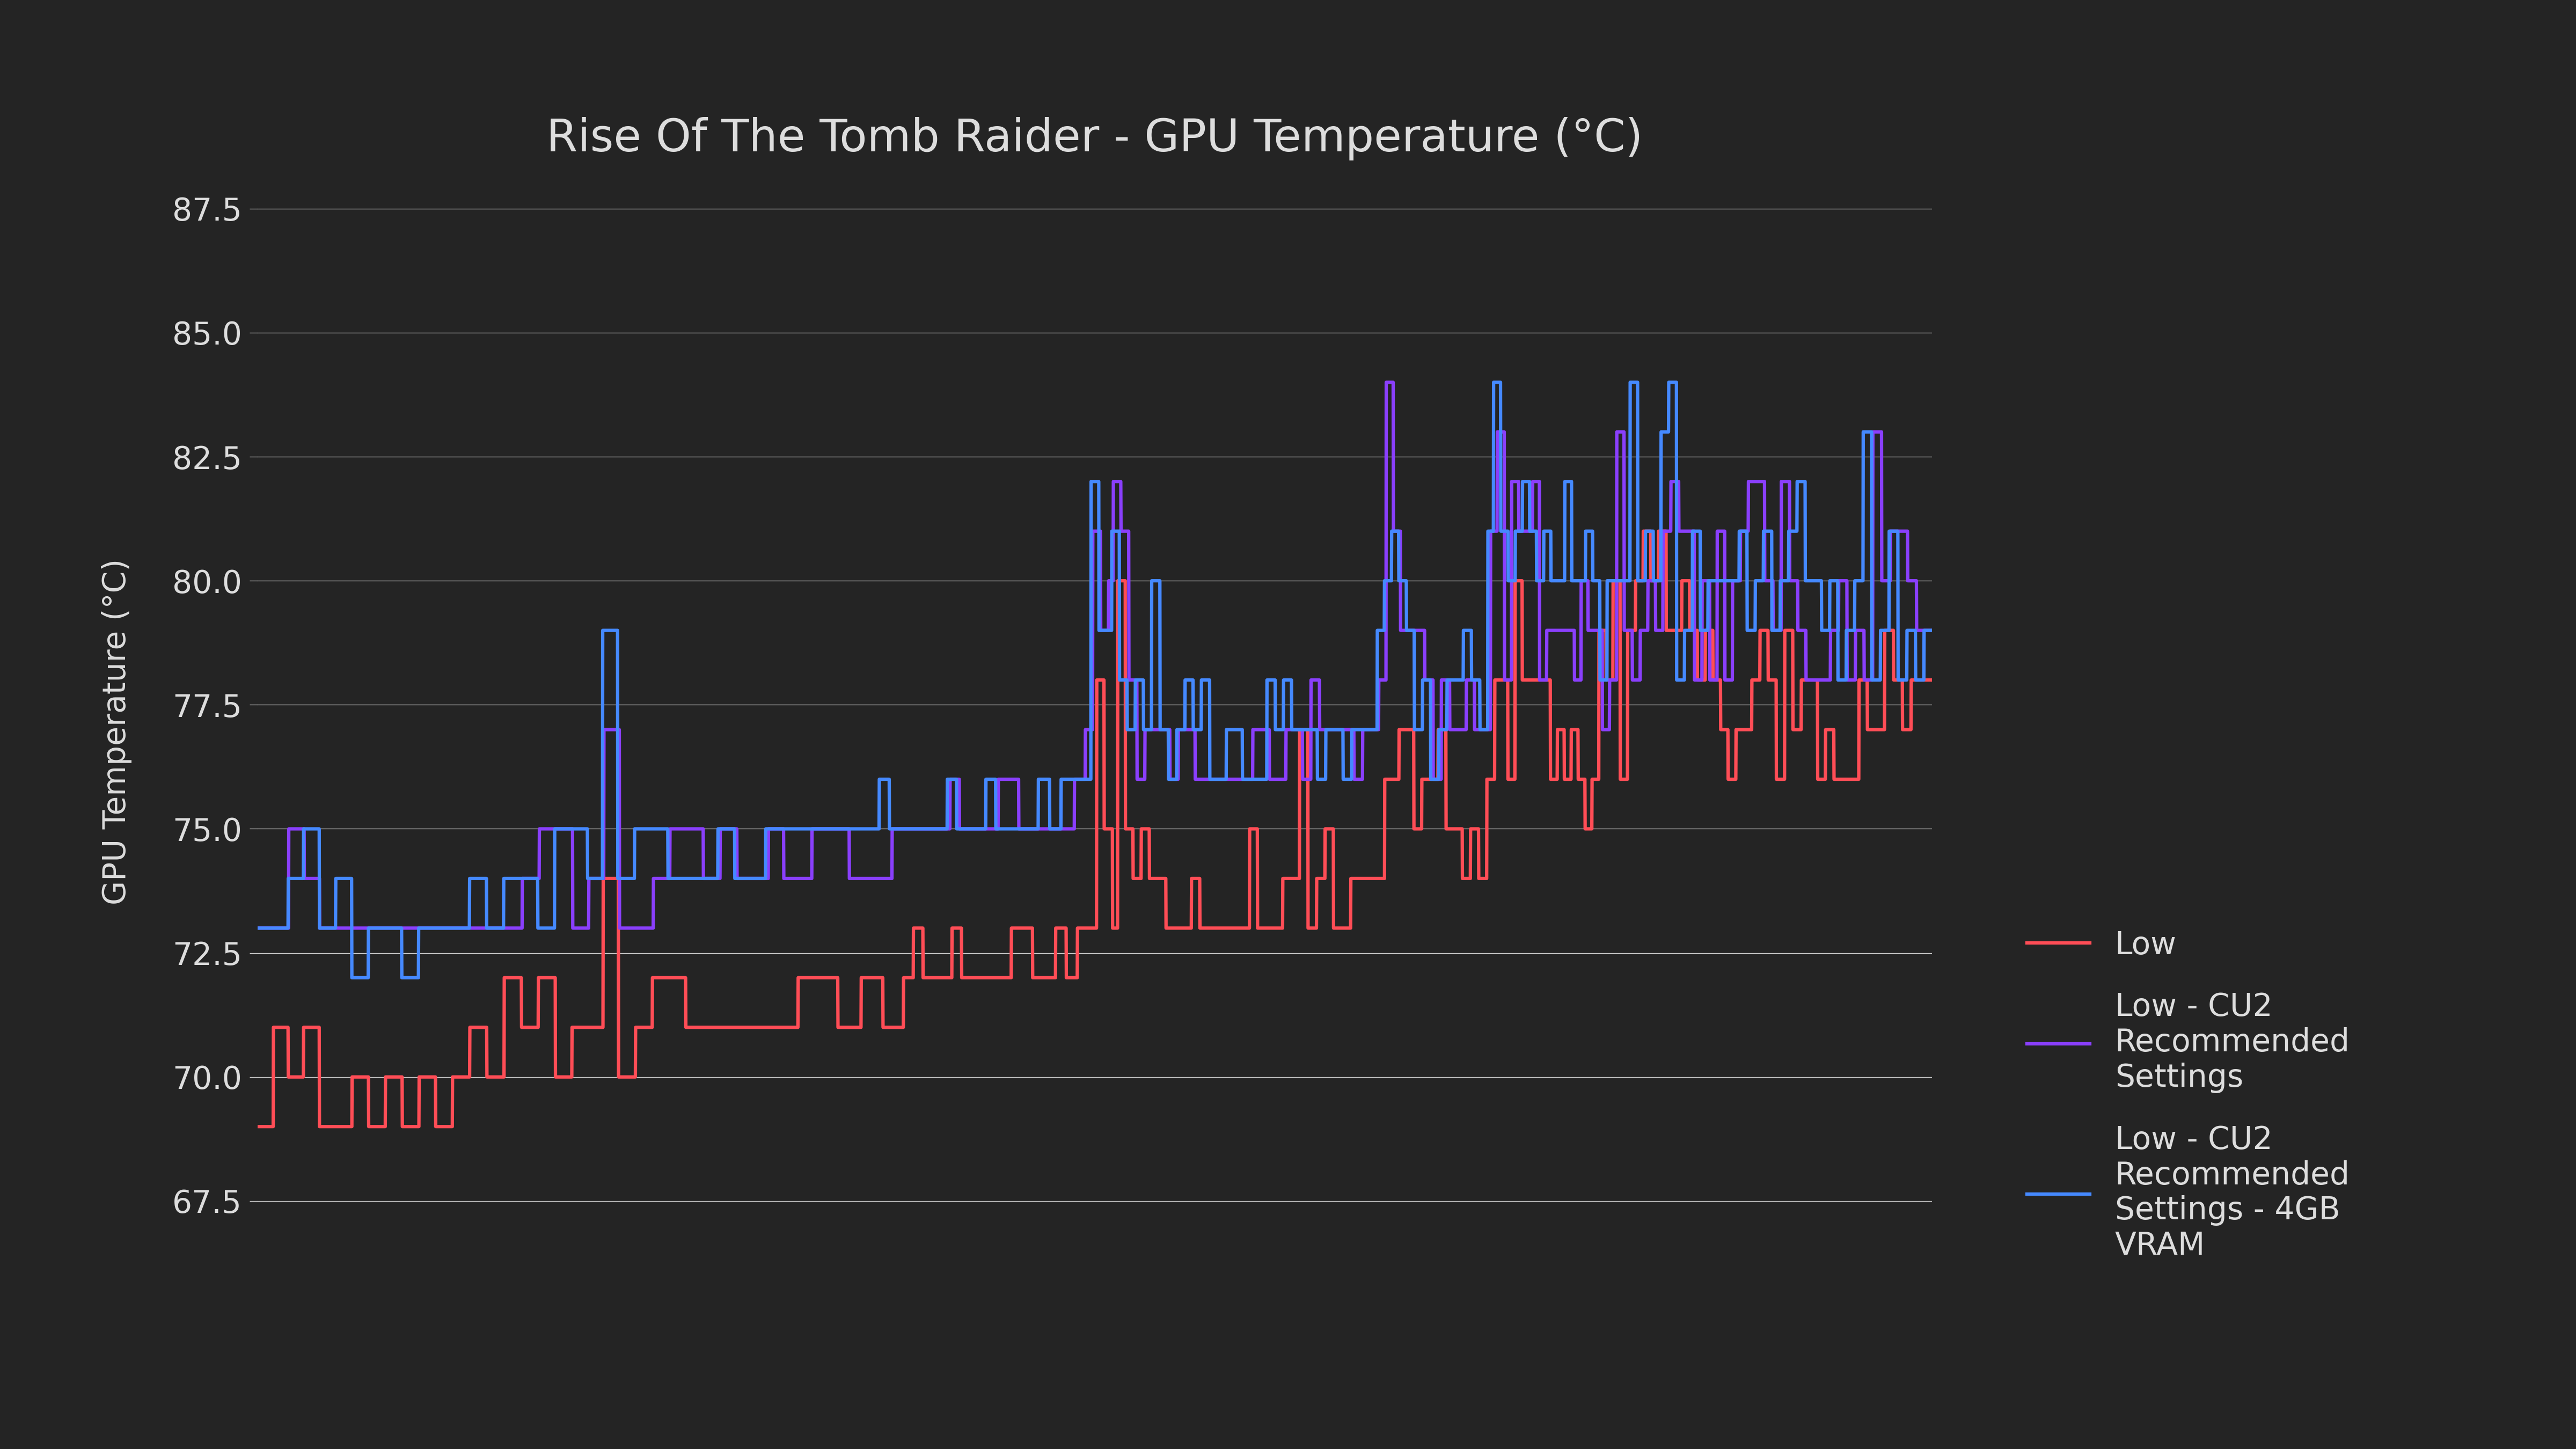 Rise Of The Tomb Raider - GPU Temperature (°C)
87.5
85.0
82.5
80.0
77.5
75.0
72.5
70.0
67.5
GPU Temperature (°C)
Low
Low - CU2
Recommended
Settings
Low - CU2
Recommended
Settings - 4GB
VRAM